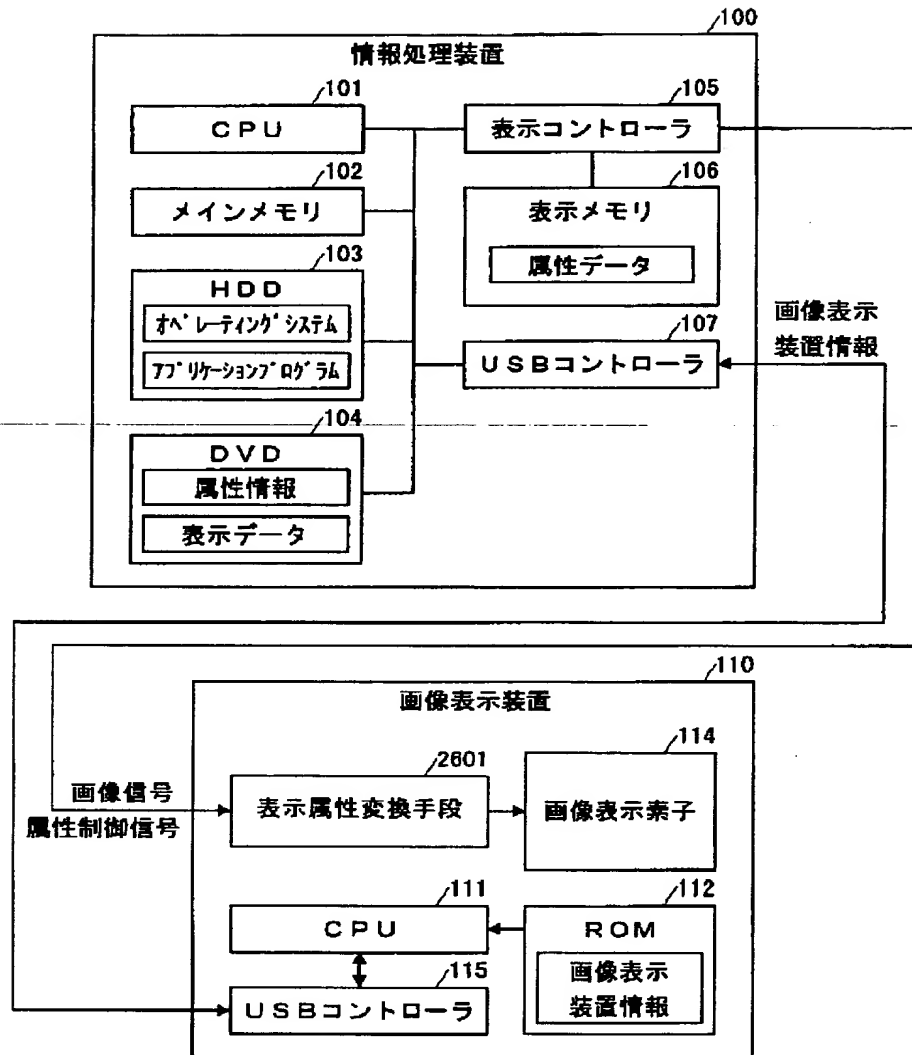 100
情報処理装置
101
CPU
105
表示コントローラ
102
メインメモリ
106
表示メモリ
属性データ
103
HDD
オペレーティングシステム
アプリケーションプログラム
107
USBコントローラ
画像表示
装置情報
104
DVD
属性情報
表示データ
110
画像表示装置
画像信号
属性制御信号
2601
表示属性変換手段
114
画像表示素子
111
CPU
112
ROM
画像表示
装置情報
115
USBコントローラ